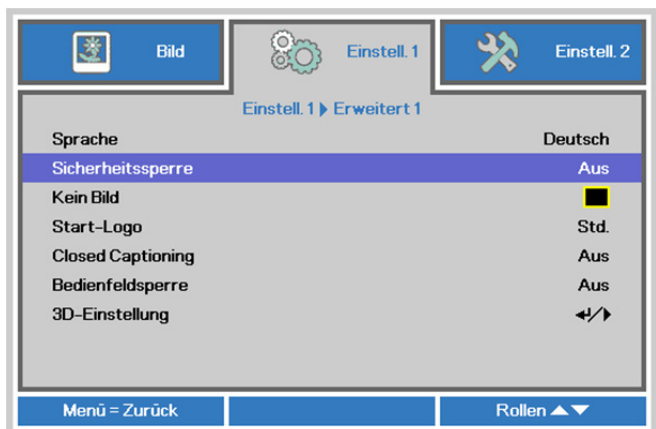 Bild Einstell. 1 Einstell. 2
Einstell. 1 ▶ Erweitert 1
Sprache Deutsch
Sicherheitssperre Aus
Kein Bild
Start-Logo Std.
Closed Captioning Aus
Bedienfeldsperre Aus
3D-Einstellung ↵/▶
Menü = Zurück Rollen ▲▼